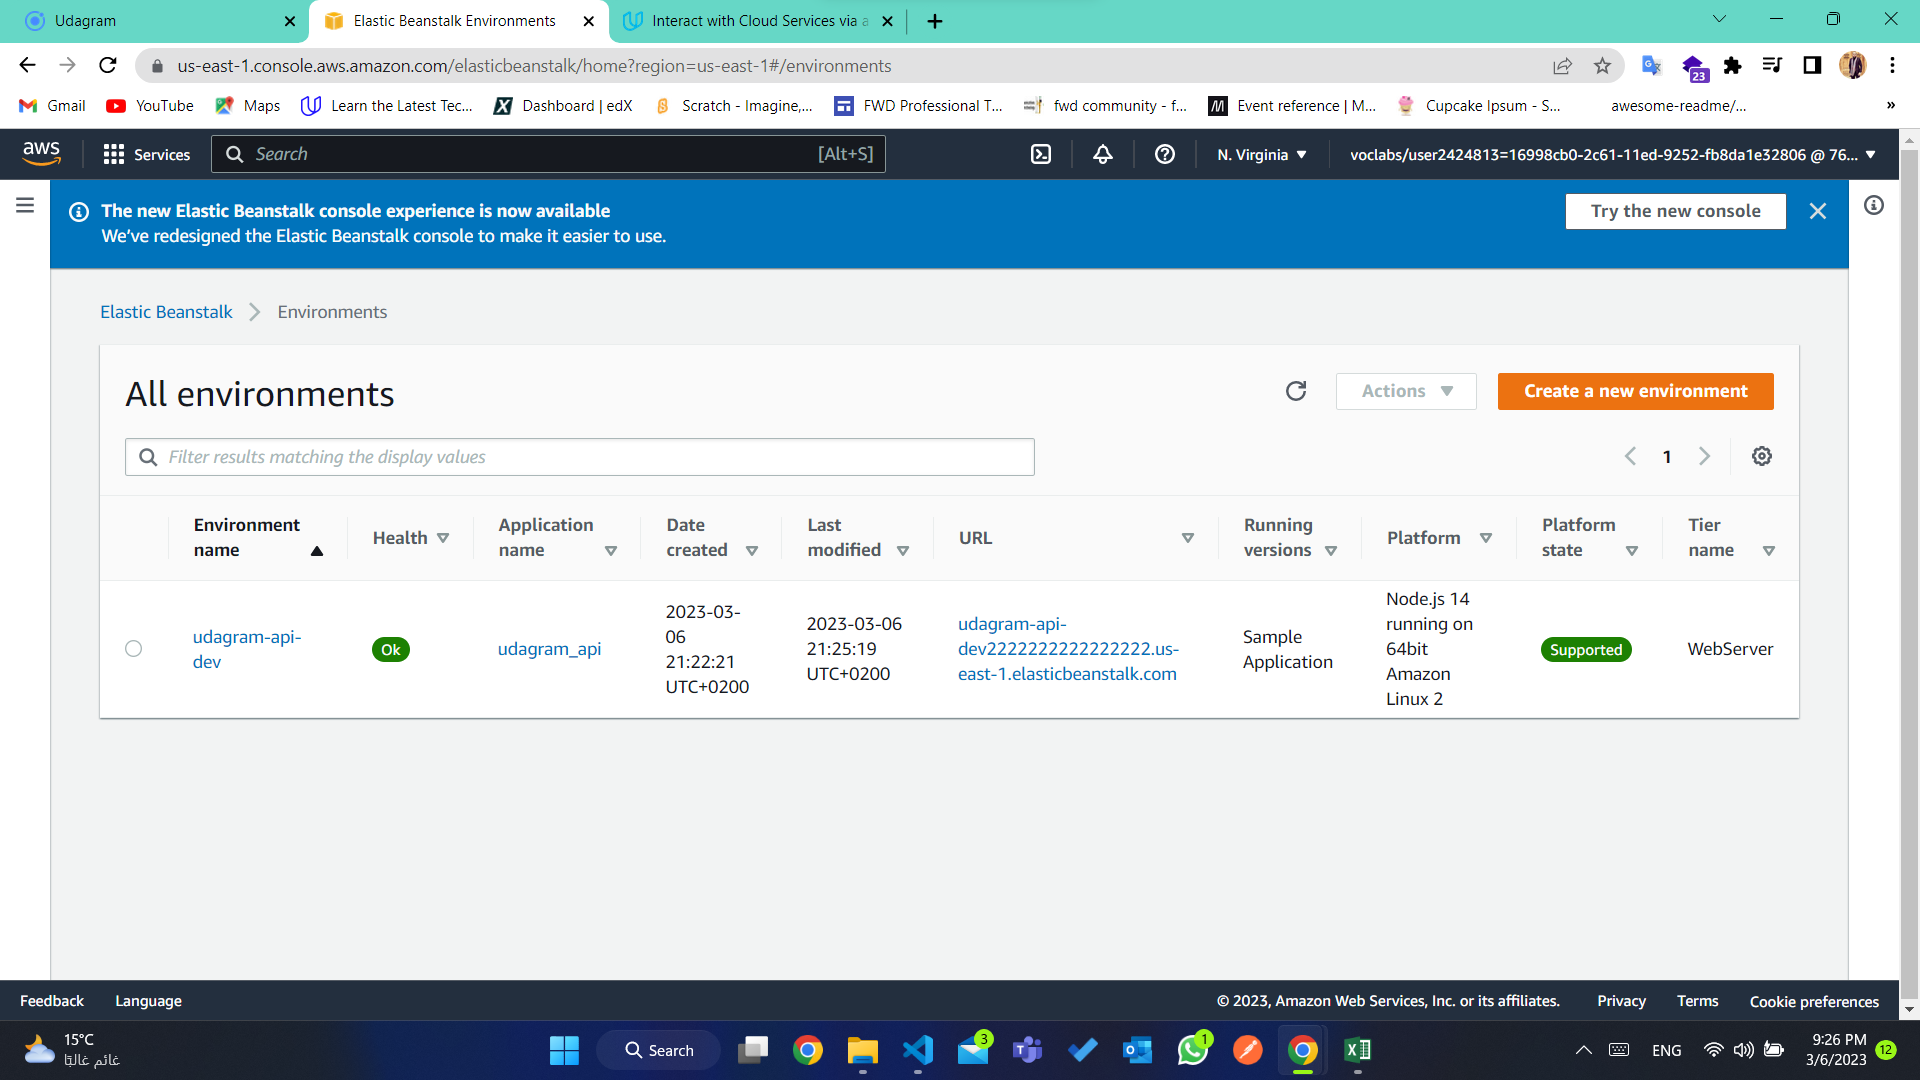 Udagram
Elastic Beanstalk Environments
Interact with Cloud Services via a
us-east-1.console.aws.amazon.com/elasticbeanstalk/home?region=us-east-1#/environments
23
Gmail
YouTube
Maps
Learn the Latest Tec...
Dashboard | edX
Scratch - Imagine,...
FWD Professional T...
fwd community - f...
Event reference | M...
Cupcake Ipsum - S...
awesome-readme/...
»
aws
Services
Search
[Alt+S]
N. Virginia
voclabs/user2424813=16998cb0-2c61-11ed-9252-fb8da1e32806 @ 76...
The new Elastic Beanstalk console experience is now available
We've redesigned the Elastic Beanstalk console to make it easier to use.
Try the new console
Elastic Beanstalk
Environments
All environments
Actions
Create a new environment
Filter results matching the display values
1
Environment
name
Health
Application
name
Date
created
Last
modified
URL
Running
versions
Platform
Platform
state
Tier
name
udagram-api-
dev
Ok
udagram_api
2023-03-
06
21:22:21
UTC+0200
2023-03-06
21:25:19
UTC+0200
udagram-api-
dev2222222222222222.us-
east-1.elasticbeanstalk.com
Sample
Application
Node.js 14
running on
64bit
Amazon
Linux 2
Supported
WebServer
Feedback
Language
© 2023, Amazon Web Services, Inc. or its affiliates.
Privacy
Terms
Cookie preferences
15°C
غائم غالبًا
Search
3
1
ENG
9:26 PM
3/6/2023
12